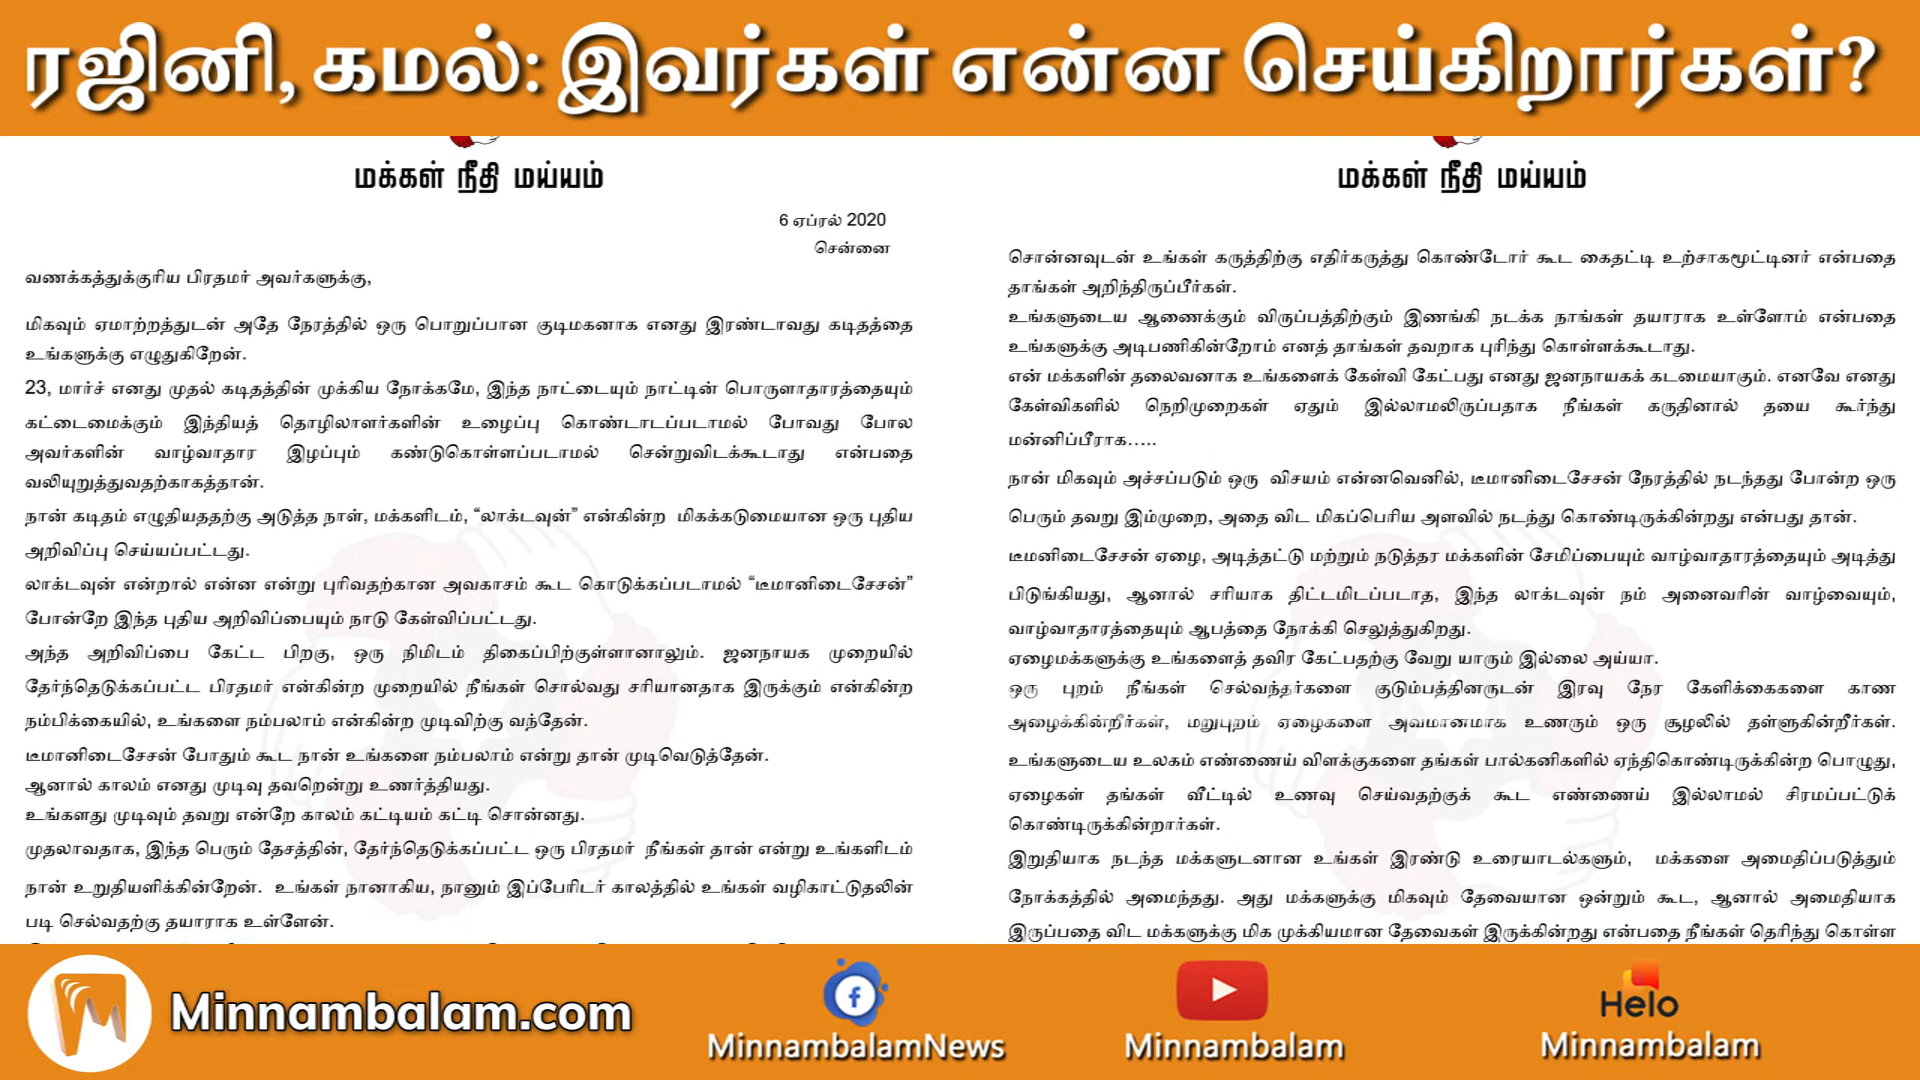 ரஜினி, கமல்: இவர்கள் என்ன செய்கிறார்கள்?
மக்கள் நீதி மய்யம்
6 ஏப்ரல் 2020
சென்னை
வணக்கத்துக்குரிய பிரதமர் அவர்களுக்கு,
மிகவும் ஏமாற்றத்துடன் அதே நேரத்தில் ஒரு பொறுப்பான குடிமகனாக எனது இரண்டாவது கடிதத்தை
உங்களுக்கு எழுதுகிறேன்.
23, மார்ச் எனது முதல் கடிதத்தின் முக்கிய நோக்கமே, இந்த நாட்டையும் நாட்டின் பொருளாதாரத்தையும்
கட்டைமைக்கும் இந்தியத் தொழிலாளர்களின் உழைப்பு கொண்டாடப்படாமல் போவது போல
அவர்களின் வாழ்வாதார இழப்பும் கண்டுகொள்ளப்படாமல் சென்றுவிடக்கூடாது என்பதை
வலியுறுத்துவதற்காகத்தான்.
நான் கடிதம் எழுதியததற்கு அடுத்த நாள், மக்களிடம், “லாக்டவுன்” என்கின்ற மிகக்கடுமையான ஒரு புதிய
அறிவிப்பு செய்யப்பட்டது.
லாக்டவுன் என்றால் என்ன என்று புரிவதற்கான அவகாசம் கூட கொடுக்கப்படாமல் “டீமானிடைசேசன்”
போன்றே இந்த புதிய அறிவிப்பையும் நாடு கேள்விப்பட்டது.
அந்த அறிவிப்பை கேட்ட பிறகு, ஒரு நிமிடம் திகைப்பிற்குள்ளானாலும். ஜனநாயக முறையில்
தேர்ந்தெடுக்கப்பட்ட பிரதமர் என்கின்ற முறையில் நீங்கள் சொல்வது சரியானதாக இருக்கும் என்கின்ற
நம்பிக்கையில், உங்களை நம்பலாம் என்கின்ற முடிவிற்கு வந்தேன்.
டீமானிடைசேசன் போதும் கூட நான் உங்களை நம்பலாம் என்று தான் முடிவெடுத்தேன்.
ஆனால் காலம் எனது முடிவு தவறென்று உணர்த்தியது.
உங்களது முடிவும் தவறு என்றே காலம் கட்டியம் கட்டி சொன்னது.
முதலாவதாக, இந்த பெரும் தேசத்தின், தேர்ந்தெடுக்கப்பட்ட ஒரு பிரதமர் நீங்கள் தான் என்று உங்களிடம்
நான் உறுதியளிக்கின்றேன். உங்கள் நானாகிய, நானும் இப்பேரிடர் காலத்தில் உங்கள் வழிகாட்டுதலின்
படி செல்வதற்கு தயாராக உள்ளேன்.
மக்கள் நீதி மய்யம்
சொன்னவுடன் உங்கள் கருத்திற்கு எதிர்கருத்து கொண்டோர் கூட கைதட்டி உற்சாகமூட்டினர் என்பதை
தாங்கள் அறிந்திருப்பீர்கள்.
உங்களுடைய ஆணைக்கும் விருப்பத்திற்கும் இணங்கி நடக்க நாங்கள் தயாராக உள்ளோம் என்பதை
உங்களுக்கு அடிபணிகின்றோம் எனத் தாங்கள் தவறாக புரிந்து கொள்ளக்கூடாது.
என் மக்களின் தலைவனாக உங்களைக் கேள்வி கேட்பது எனது ஜனநாயகக் கடமையாகும். எனவே எனது
கேள்விகளில் நெறிமுறைகள் ஏதும் இல்லாமலிருப்பதாக நீங்கள் கருதினால் தயை கூர்ந்து
மன்னிப்பீராக…..
நான் மிகவும் அச்சப்படும் ஒரு விசயம் என்னவெனில், டீமானிடைசேசன் நேரத்தில் நடந்தது போன்ற ஒரு
பெரும் தவறு இம்முறை, அதை விட மிகப்பெரிய அளவில் நடந்து கொண்டிருக்கின்றது என்பது தான்.
டீமனிடைசேசன் ஏழை, அடித்தட்டு மற்றும் நடுத்தர மக்களின் சேமிப்பையும் வாழ்வாதாரத்தையும் அடித்து
பிடுங்கியது, ஆனால் சரியாக திட்டமிடப்படாத, இந்த லாக்டவுன் நம் அனைவரின் வாழ்வையும்,
வாழ்வாதாரத்தையும் ஆபத்தை நோக்கி செலுத்துகிறது.
ஏழைமக்களுக்கு உங்களைத் தவிர கேட்பதற்கு வேறு யாரும் இல்லை அய்யா.
ஒரு புறம் நீங்கள் செல்வந்தர்களை குடும்பத்தினருடன் இரவு நேர கேளிக்கைகளை காண
அழைக்கின்றீர்கள், மறுபுறம் ஏழைகளை அவமானமாக உணரும் ஒரு சூழலில் தள்ளுகின்றீர்கள்.
உங்களுடைய உலகம் எண்ணைய் விளக்குகளை தங்கள் பால்கனிகளில் ஏந்திகொண்டிருக்கின்ற பொழுது,
ஏழைகள் தங்கள் வீட்டில் உணவு செய்வதற்குக் கூட எண்ணைய் இல்லாமல் சிரமப்பட்டுக்
கொண்டிருக்கின்றார்கள்.
இறுதியாக நடந்த மக்களுடனான உங்கள் இரண்டு உரையாடல்களும், மக்களை அமைதிப்படுத்தும்
நோக்கத்தில் அமைந்தது. அது மக்களுக்கு மிகவும் தேவையான ஒன்றும் கூட, ஆனால் அமைதியாக
இருப்பதை விட மக்களுக்கு மிக முக்கியமான தேவைகள் இருக்கின்றது என்பதை நீங்கள் தெரிந்து கொள்ள
Minnambalam.com
MinnambalamNews
Minnambalam
Helo
Minnambalam